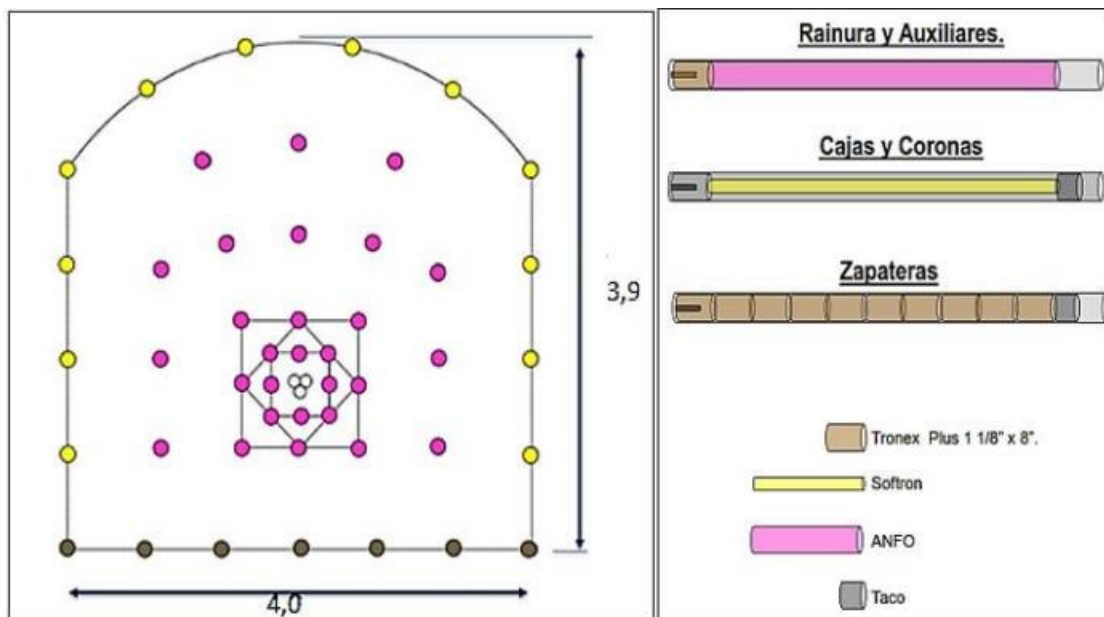 3,9
4,0
Rainura y Auxiliares.
Cajas y Coronas
Zapateras
Tronex Plus 1 1/8" x 8".
Softron
ANFO
Taco